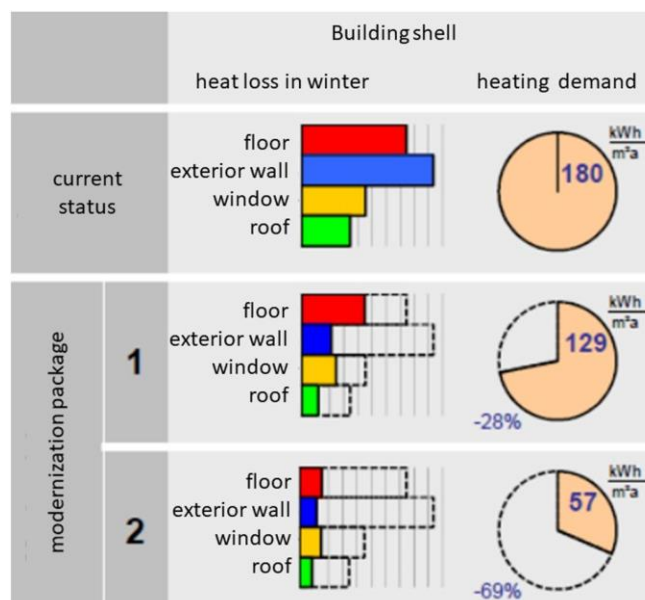 Building shell
heat loss in winter
heating demand
current
status
floor
exterior wall
window
roof
kWh
m²a
180
modernization package
1
floor
exterior wall
window
roof
kWh
m²a
129
-28%
2
floor
exterior wall
window
roof
kWh
m²a
57
-69%